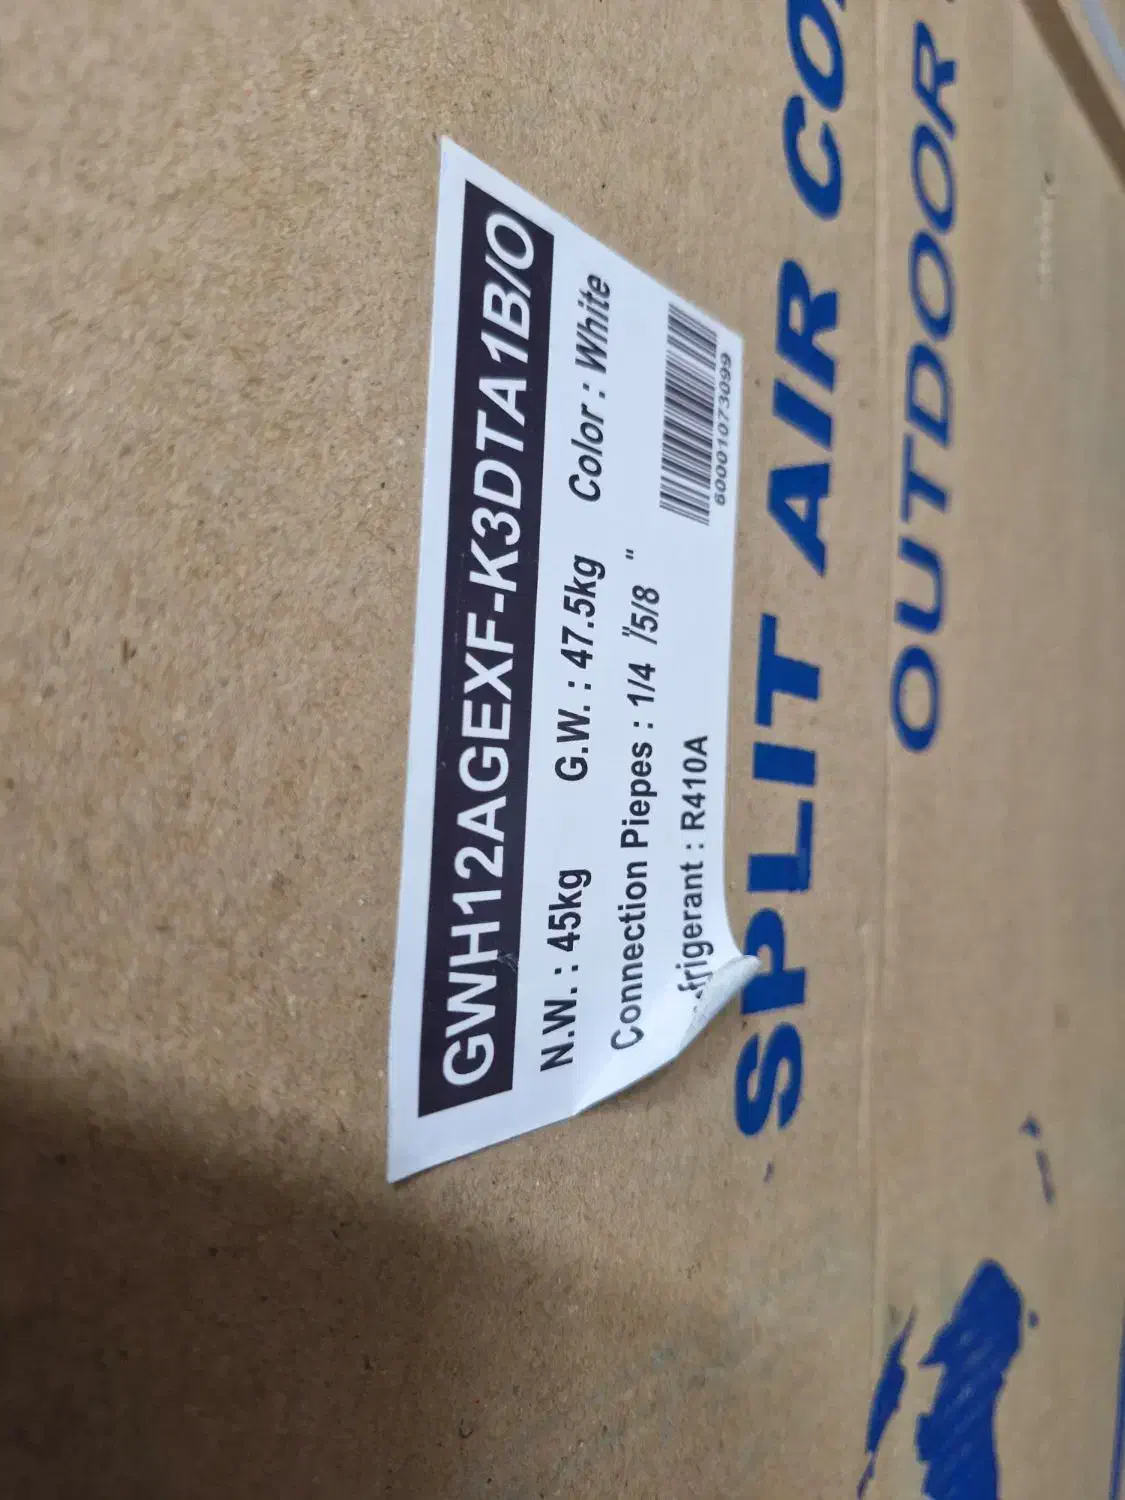 GWH12AGEXF-K3DTA1B/O
N.W. : 45kg G.W. : 47.5kg Color : White
Connection Piepes : 1/4 "/5/8 "
frigerant : R410A
60001073099
SPLIT AIR CO
OUTDOOR